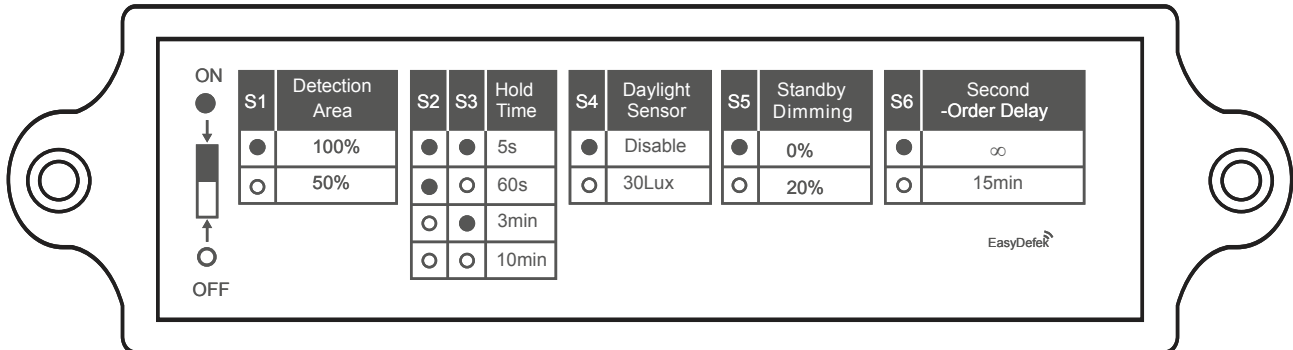 ON
OFF
S1 Detection Area
100%
50%
S2 S3 Hold Time
5s
60s
3min
10min
S4 Daylight Sensor
Disable
30Lux
S5 Standby Dimming
0%
20%
S6 Second -Order Delay
∞
15min
EasyDefek